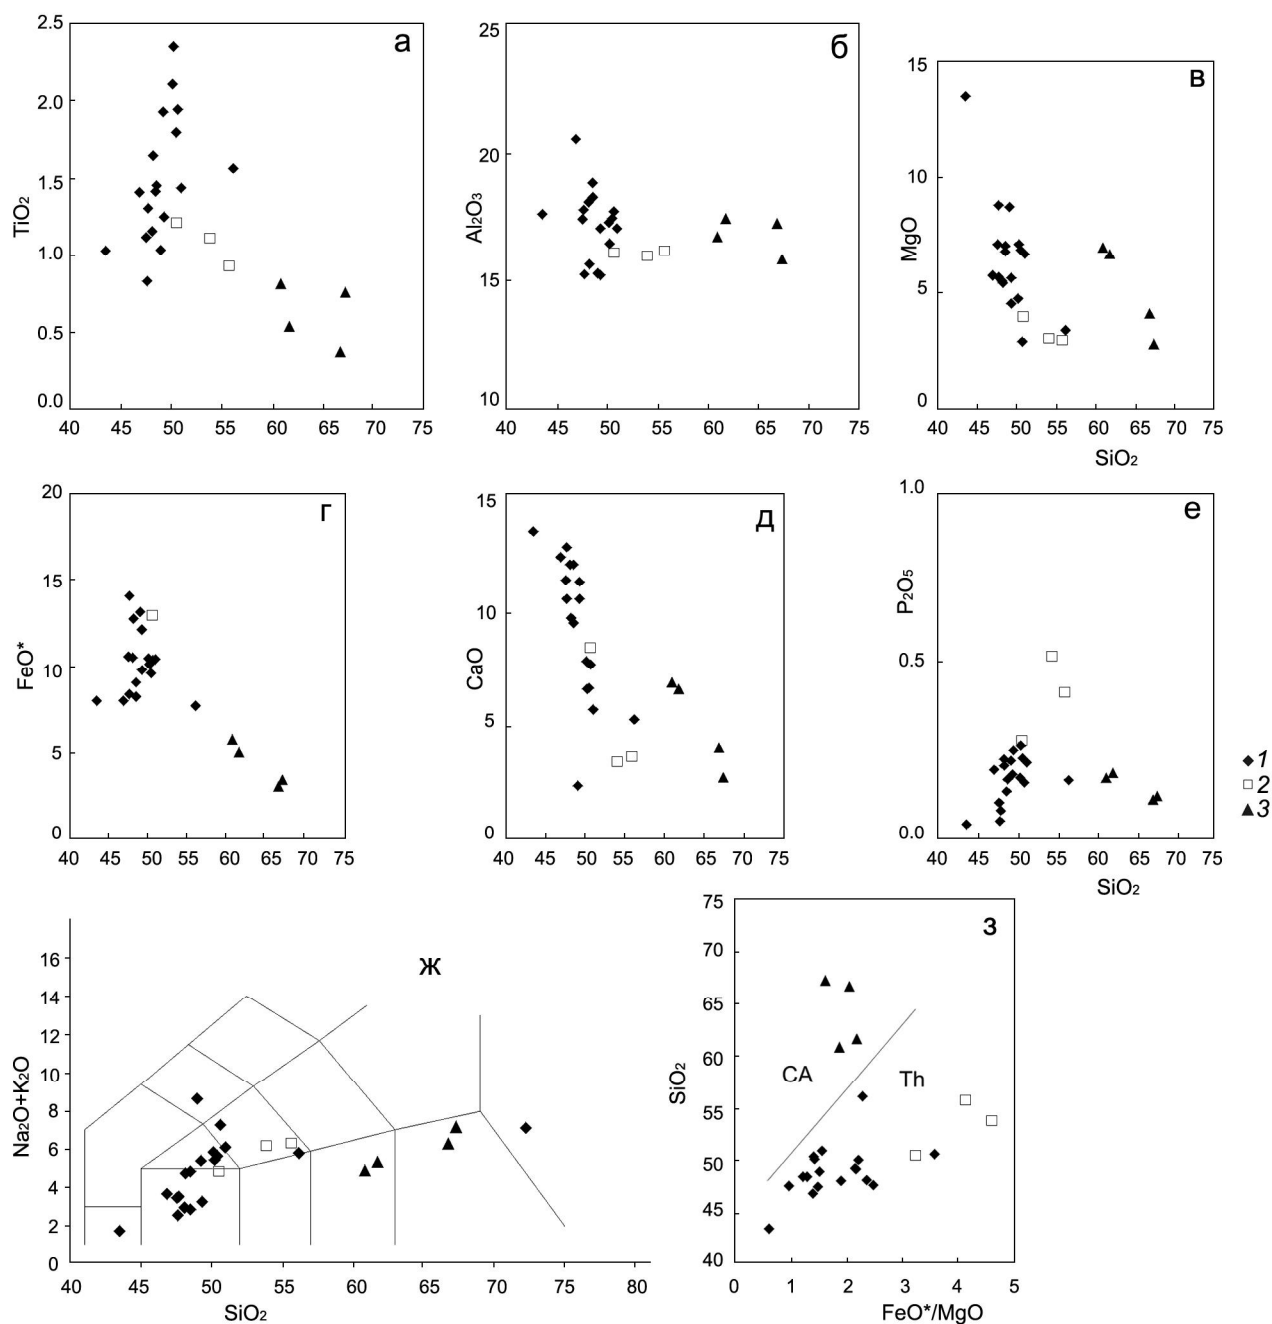 а
TiO₂
2.5
2.0
1.5
1.0
0.5
0.0
40 45 50 55 60 65 70 75
б
Al₂O₃
25
20
15
10
40 45 50 55 60 65 70 75
в
MgO
15
10
5
0
40 45 50 55 60 65 70 75
SiO₂
г
FeO*
20
15
10
5
0
40 45 50 55 60 65 70 75
д
CaO
15
10
5
0
40 45 50 55 60 65 70 75
е
P₂O₅
1.0
0.5
0.0
40 45 50 55 60 65 70 75
SiO₂
1
2
3
ж
Na₂O+K₂O
16
14
12
10
8
6
4
2
0
40 45 50 55 60 65 70 75 80
SiO₂
з
SiO₂
75
70
65
60
55
50
45
40
CA
Th
0 1 2 3 4 5
FeO*/MgO